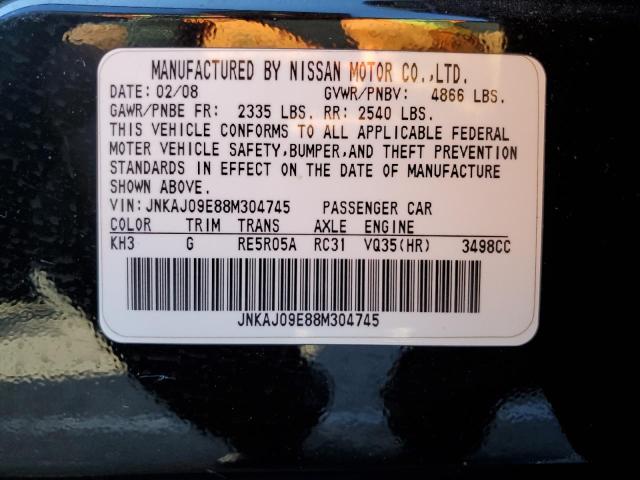 MANUFACTURED BY NISSAN MOTOR CO.,LTD.
DATE: 02/08 GVWR/PNBV: 4866 LBS.
GAWR/PNBE FR: 2335 LBS. RR: 2540 LBS.
THIS VEHICLE CONFORMS TO ALL APPLICABLE FEDERAL
MOTER VEHICLE SAFETY,BUMPER,AND THEFT PREVENTION
STANDARDS IN EFFECT ON THE DATE OF MANUFACTURE
SHOWN ABOVE.
VIN:JNKAJ09E88M304745 PASSENGER CAR
COLOR TRIM TRANS AXLE ENGINE
KH3 G RE5R05A RC31 VQ35(HR) 3498CC
JNKAJ09E88M304745